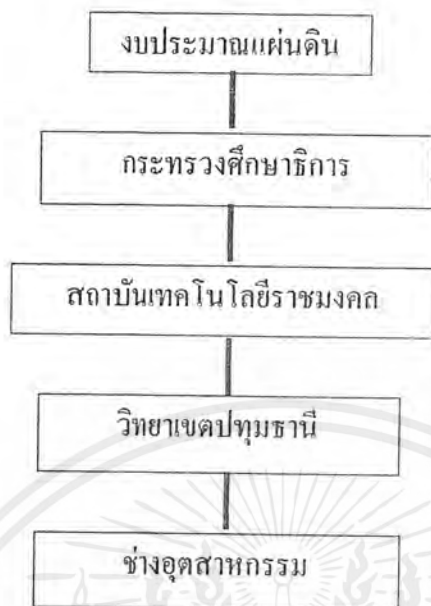 งบประมาณแผ่นดิน
กระทรวงศึกษาธิการ
สถาบันเทคโนโลยีราชมงคล
วิทยาเขตปทุมธานี
ช่างอุตสาหกรรม